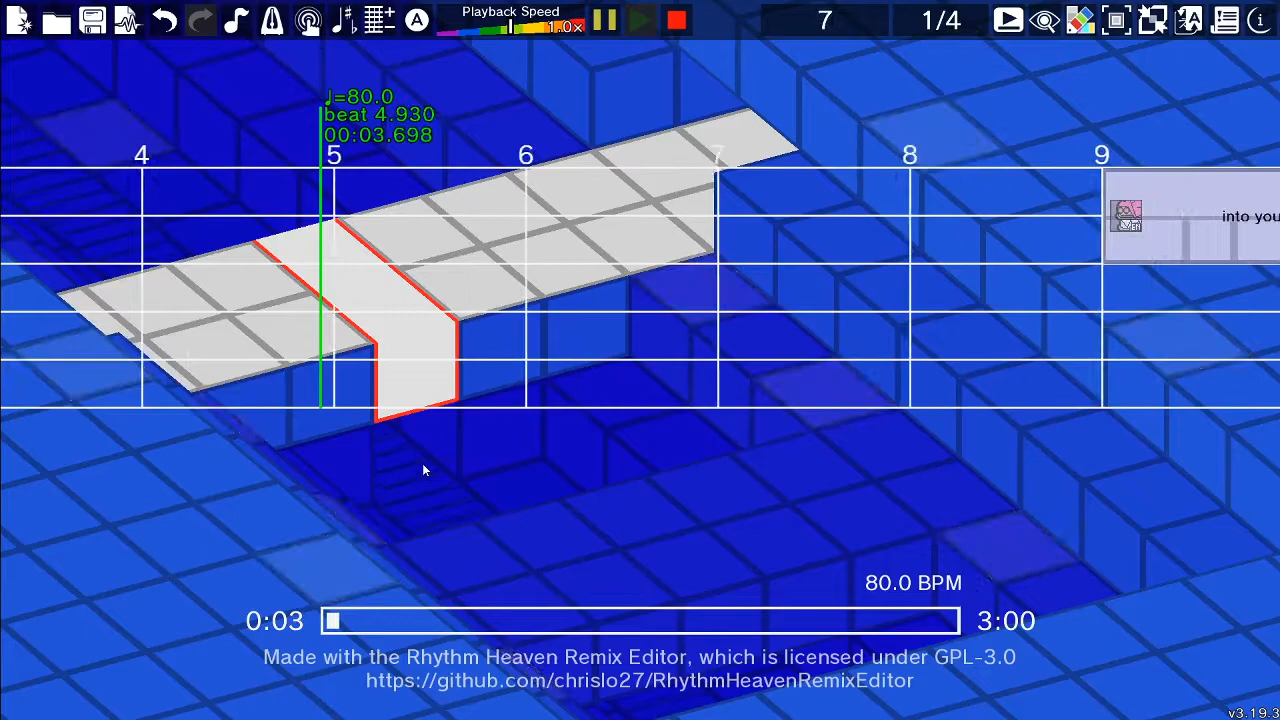 Playback Speed
1.0x
7
1/4
♩=80.0
beat 4.930
00:03.698
4 5 6 7 8 9
into you
80.0 BPM
0:03
3:00
Made with the Rhythm Heaven Remix Editor, which is licensed under GPL-3.0
https://github.com/chrislo27/RhythmHeavenRemixEditor
v3.19.3